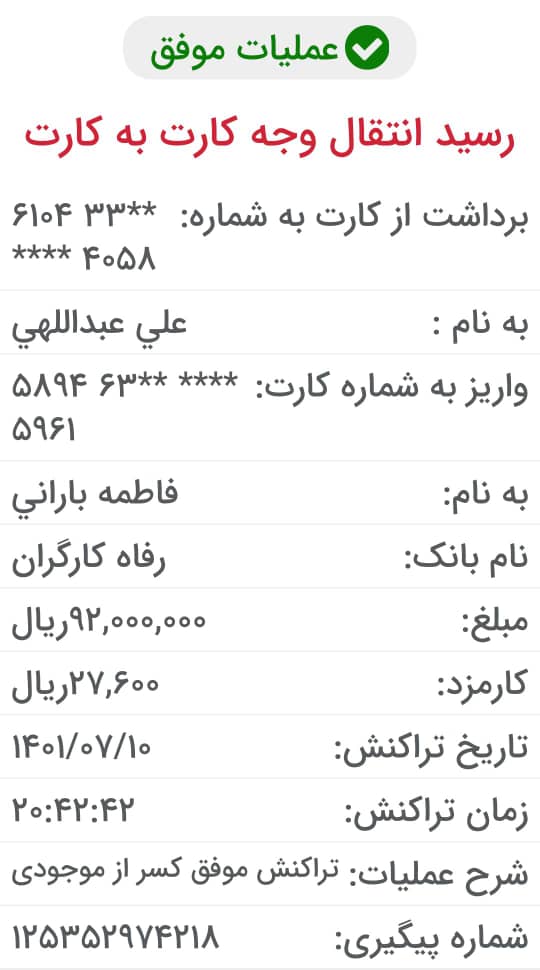 عملیات موفق
رسید انتقال وجه کارت به کارت
برداشت از کارت به شماره: ۶۱۰۴ ۳۳**
**** ۴۰۵۸
به نام : علي عبداللهي
واریز به شماره کارت: ۵۸۹۴ ۶۳** ****
۵۹۶۱
به نام: فاطمه باراني
نام بانک: رفاه کارگران
مبلغ: ۹۲,۰۰۰,۰۰۰ریال
کارمزد: ۲۷,۶۰۰ریال
تاریخ تراکنش: ۱۴۰۱/۰۷/۱۰
زمان تراکنش: ۲۰:۴۲:۴۲
شرح عملیات: تراکنش موفق کسر از موجودی
شماره پیگیری: ۱۲۵۳۵۲۹۷۴۲۱۸